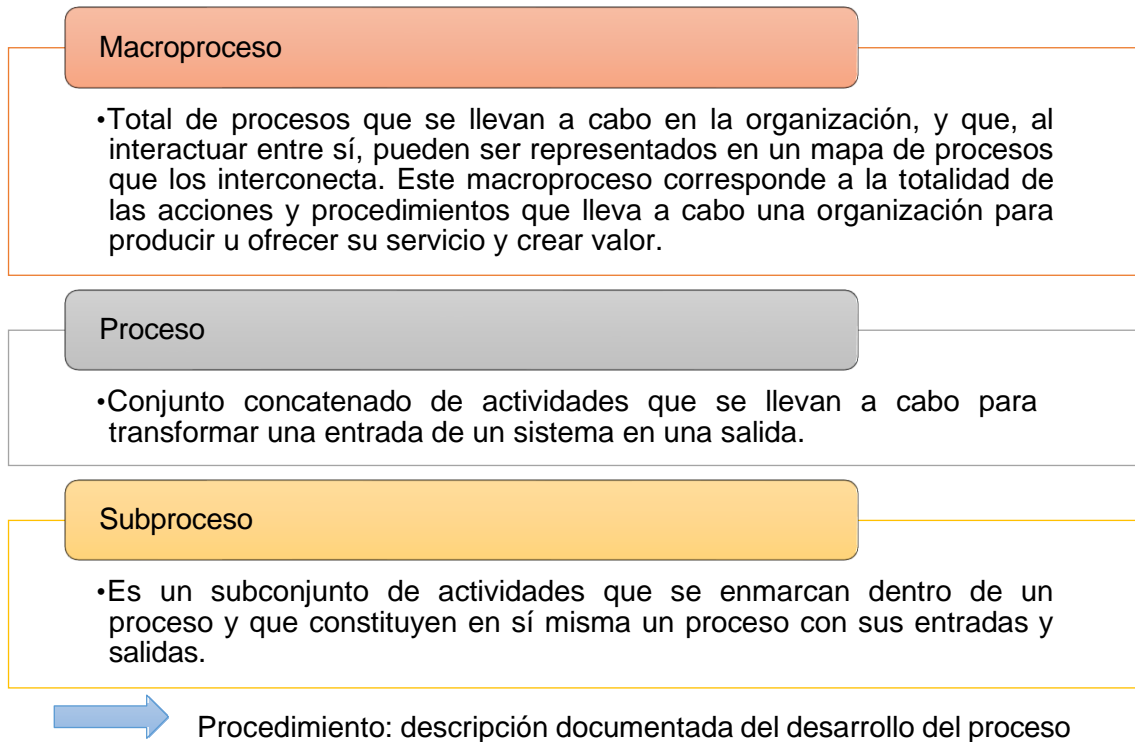 Macroproceso
•Total de procesos que se llevan a cabo en la organización, y que, al
interactuar entre sí, pueden ser representados en un mapa de procesos
que los interconecta. Este macroproceso corresponde a la totalidad de
las acciones y procedimientos que lleva a cabo una organización para
producir u ofrecer su servicio y crear valor.
Proceso
•Conjunto concatenado de actividades que se llevan a cabo para
transformar una entrada de un sistema en una salida.
Subproceso
•Es un subconjunto de actividades que se enmarcan dentro de un
proceso y que constituyen en sí misma un proceso con sus entradas y
salidas.
Procedimiento: descripción documentada del desarrollo del proceso